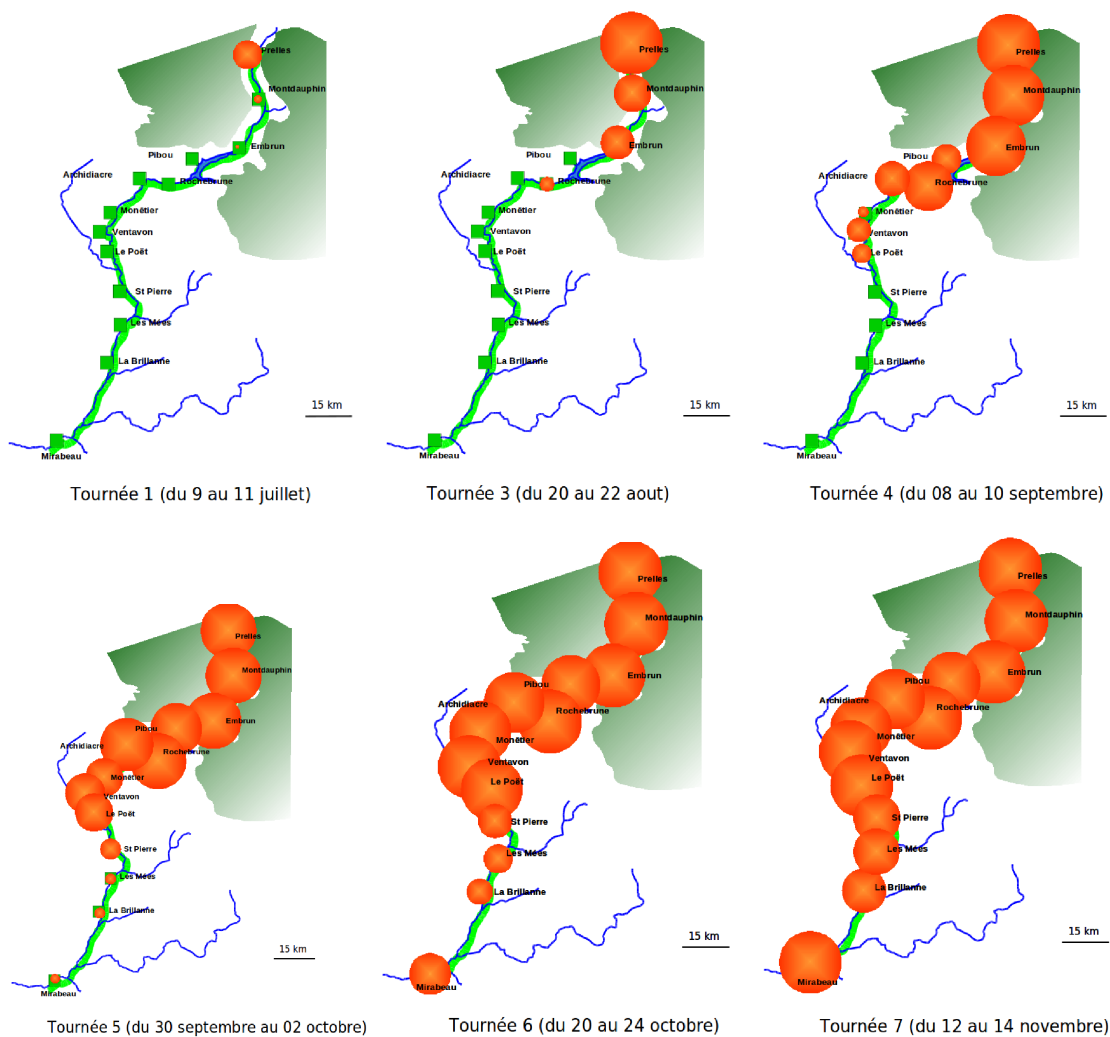 Prelles
Montdauphin
Embrun
Pibou
Archidiacre
Rochebrune
Monêtier
Ventavon
Le Poët
St Pierre
Les Mées
La Brillanne
15 km
Mirabeau
Tournée 1 (du 9 au 11 juillet)
Prelles
Montdauphin
Embrun
Pibou
Archidiacre
Rochebrune
Monêtier
Ventavon
Le Poët
St Pierre
Les Mées
La Brillanne
15 km
Mirabeau
Tournée 3 (du 20 au 22 aout)
Prelles
Montdauphin
Embrun
Pibou
Archidiacre
Rochebrune
Monêtier
Ventavon
Le Poët
St Pierre
Les Mées
La Brillanne
15 km
Mirabeau
Tournée 4 (du 08 au 10 septembre)
Prelles
Montdauphin
Embrun
Pibou
Archidiacre
Rochebrune
Monêtier
Ventavon
Le Poët
St Pierre
Les Mées
La Brillanne
15 km
Mirabeau
Tournée 5 (du 30 septembre au 02 octobre)
Prelles
Montdauphin
Embrun
Pibou
Archidiacre
Rochebrune
Monêtier
Ventavon
Le Poët
St Pierre
Les Mées
La Brillanne
15 km
Mirabeau
Tournée 6 (du 20 au 24 octobre)
Prelles
Montdauphin
Embrun
Pibou
Archidiacre
Rochebrune
Monêtier
Ventavon
Le Poët
St Pierre
Les Mées
La Brillanne
15 km
Mirabeau
Tournée 7 (du 12 au 14 novembre)